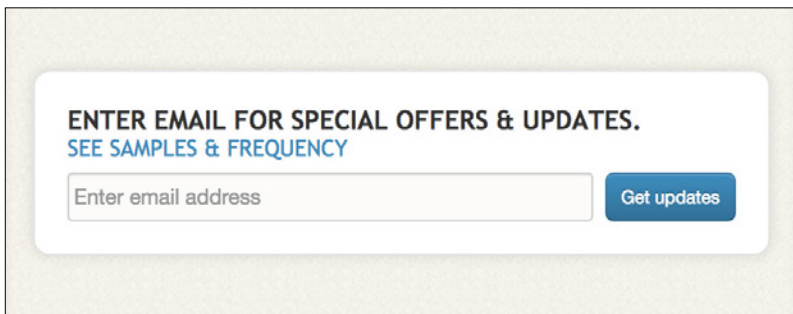 ENTER EMAIL FOR SPECIAL OFFERS & UPDATES.
SEE SAMPLES & FREQUENCY
Enter email address
Get updates